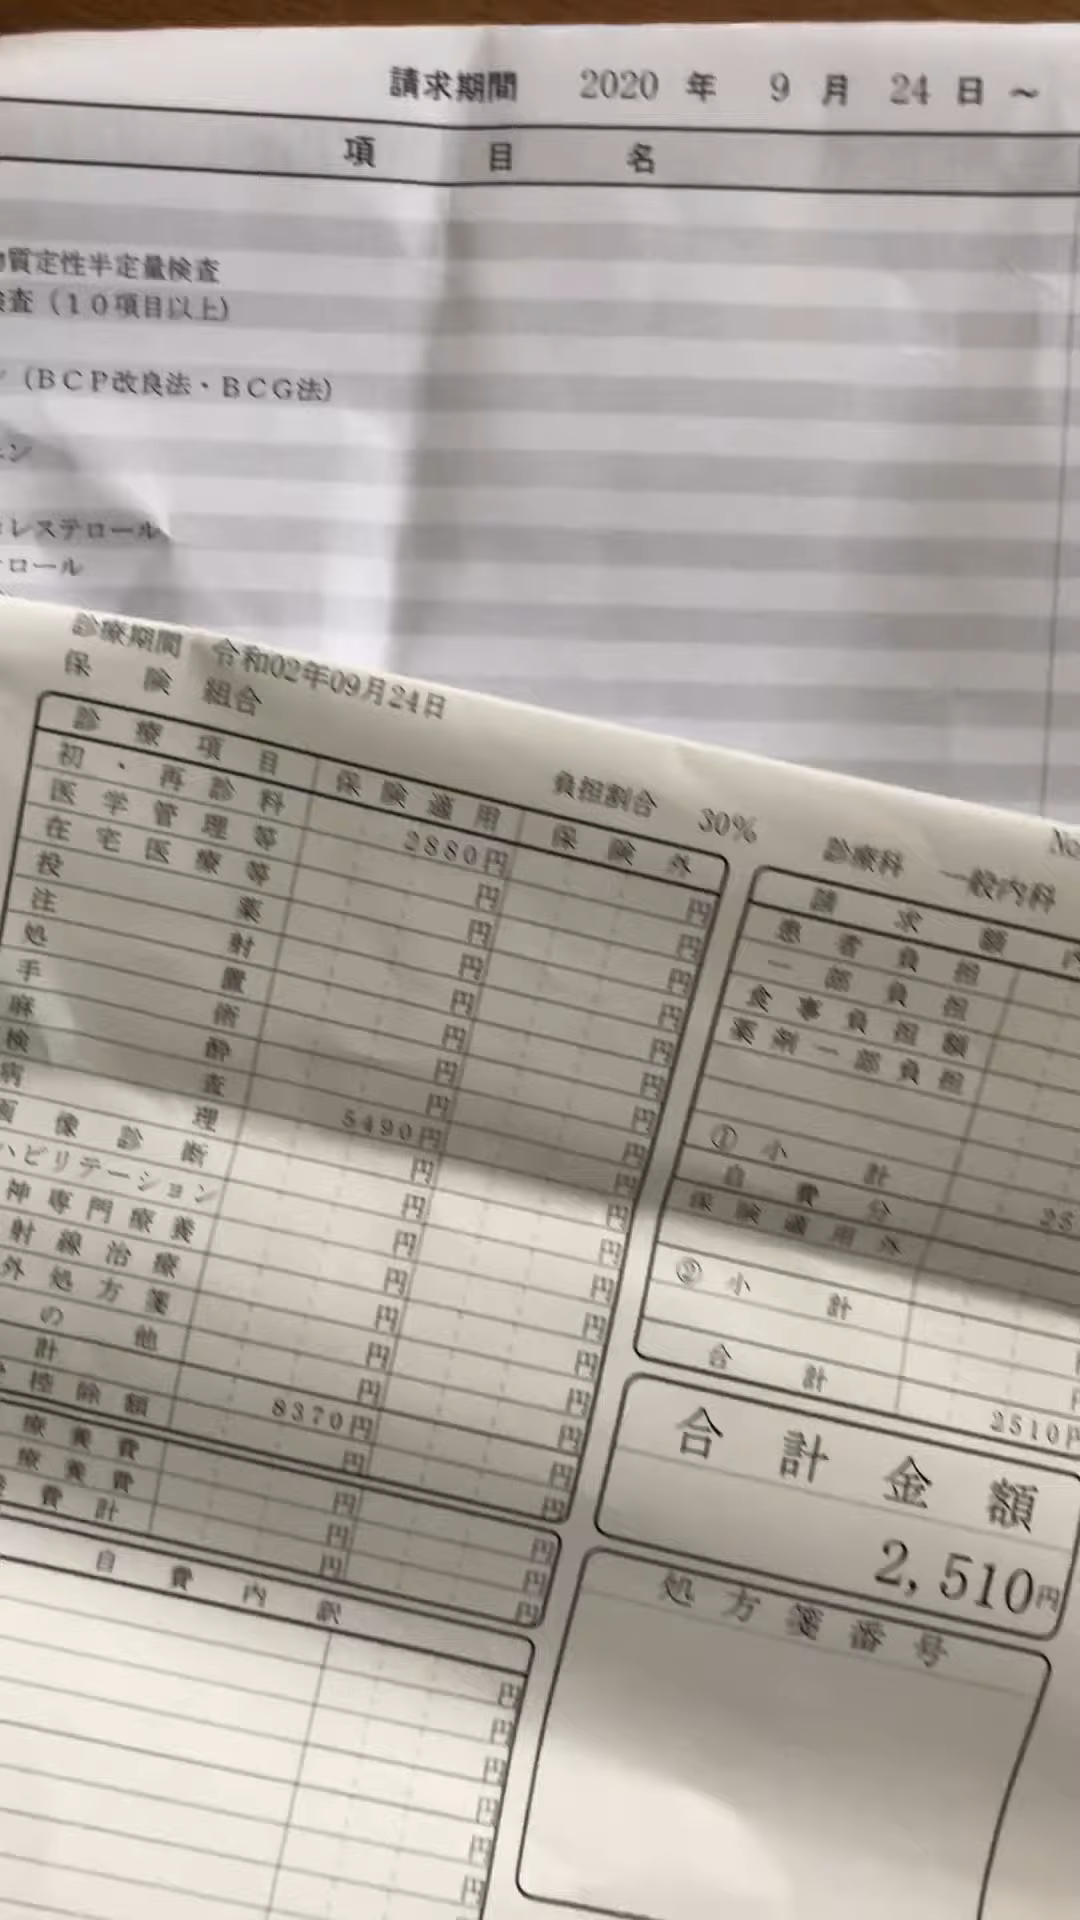 請求期間 2020 年 9 月 24 日 ～
項 目 名
質定性半定量検査
査（10項目以上）
（BCP改良法・BCG法）
ン
レステロール
ロール
診療期間 令和02年09月24日
保 険 組合
負担割合 30% 診療科 一般内科
診療項目 保険適用 保険外
初・再診料 2880円 円
医学管理等 円 円
在宅医療等 円 円
投薬 円 円
注射 円 円
処置 円 円
手術 円 円
麻酔 円 円
検査 5490円 円
病理 円 円
画像診断 円 円
ハビリテーション 円 円
神専門療養 円 円
射線治療 円 円
外処方箋 円 円
の他 円 円
計 8370円 円
控除額 円 円
療養費 円 円
療養費 円 円
費計 円 円
自費内訳
円
円
円
円
円
円
請求額
患者負担
一部負担
食事負担額
薬剤一部負担
①小計 25
自費分
保険適用外
②小計
合計 2510円
合計金額
2,510円
処方箋番号